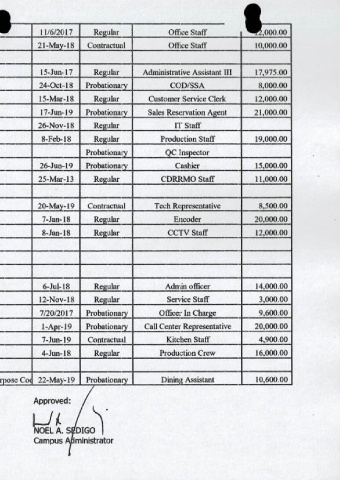 11/6/2017 Regular Office Staff 12,000.00
21-May-18 Contractual Office Staff 10,000.00
15-Jun-17 Regular Administrative Assistant III 17,975.00
24-Oct-18 Probationary COD/SSA 8,000.00
15-Mar-18 Regular Customer Service Clerk 12,000.00
17-Jun-19 Probationary Sales Reservation Agent 21,000.00
26-Nov-18 Regular IT Staff
8-Feb-18 Regular Production Staff 19,000.00
Probationary QC Inspector
26-Jun-19 Probationary Cashier 15,000.00
25-Mar-13 Regular CDRRMO Staff 11,000.00
20-May-19 Contractual Tech Representative 8,500.00
7-Jan-18 Regular Encoder 20,000.00
8-Jan-18 Regular CCTV Staff 12,000.00
6-Jul-18 Regular Admin officer 14,000.00
12-Nov-18 Regular Service Staff 3,000.00
7/20/2017 Probationary Officer In Charge 9,600.00
1-Apr-19 Probationary Call Center Representative 20,000.00
7-Jun-19 Contractual Kitchen Staff 4,900.00
4-Jun-18 Regular Production Crew 16,000.00
rpose Coo 22-May-19 Probationary Dining Assistant 10,600.00
Approved:
NOEL A. SEDIGO
Campus Administrator